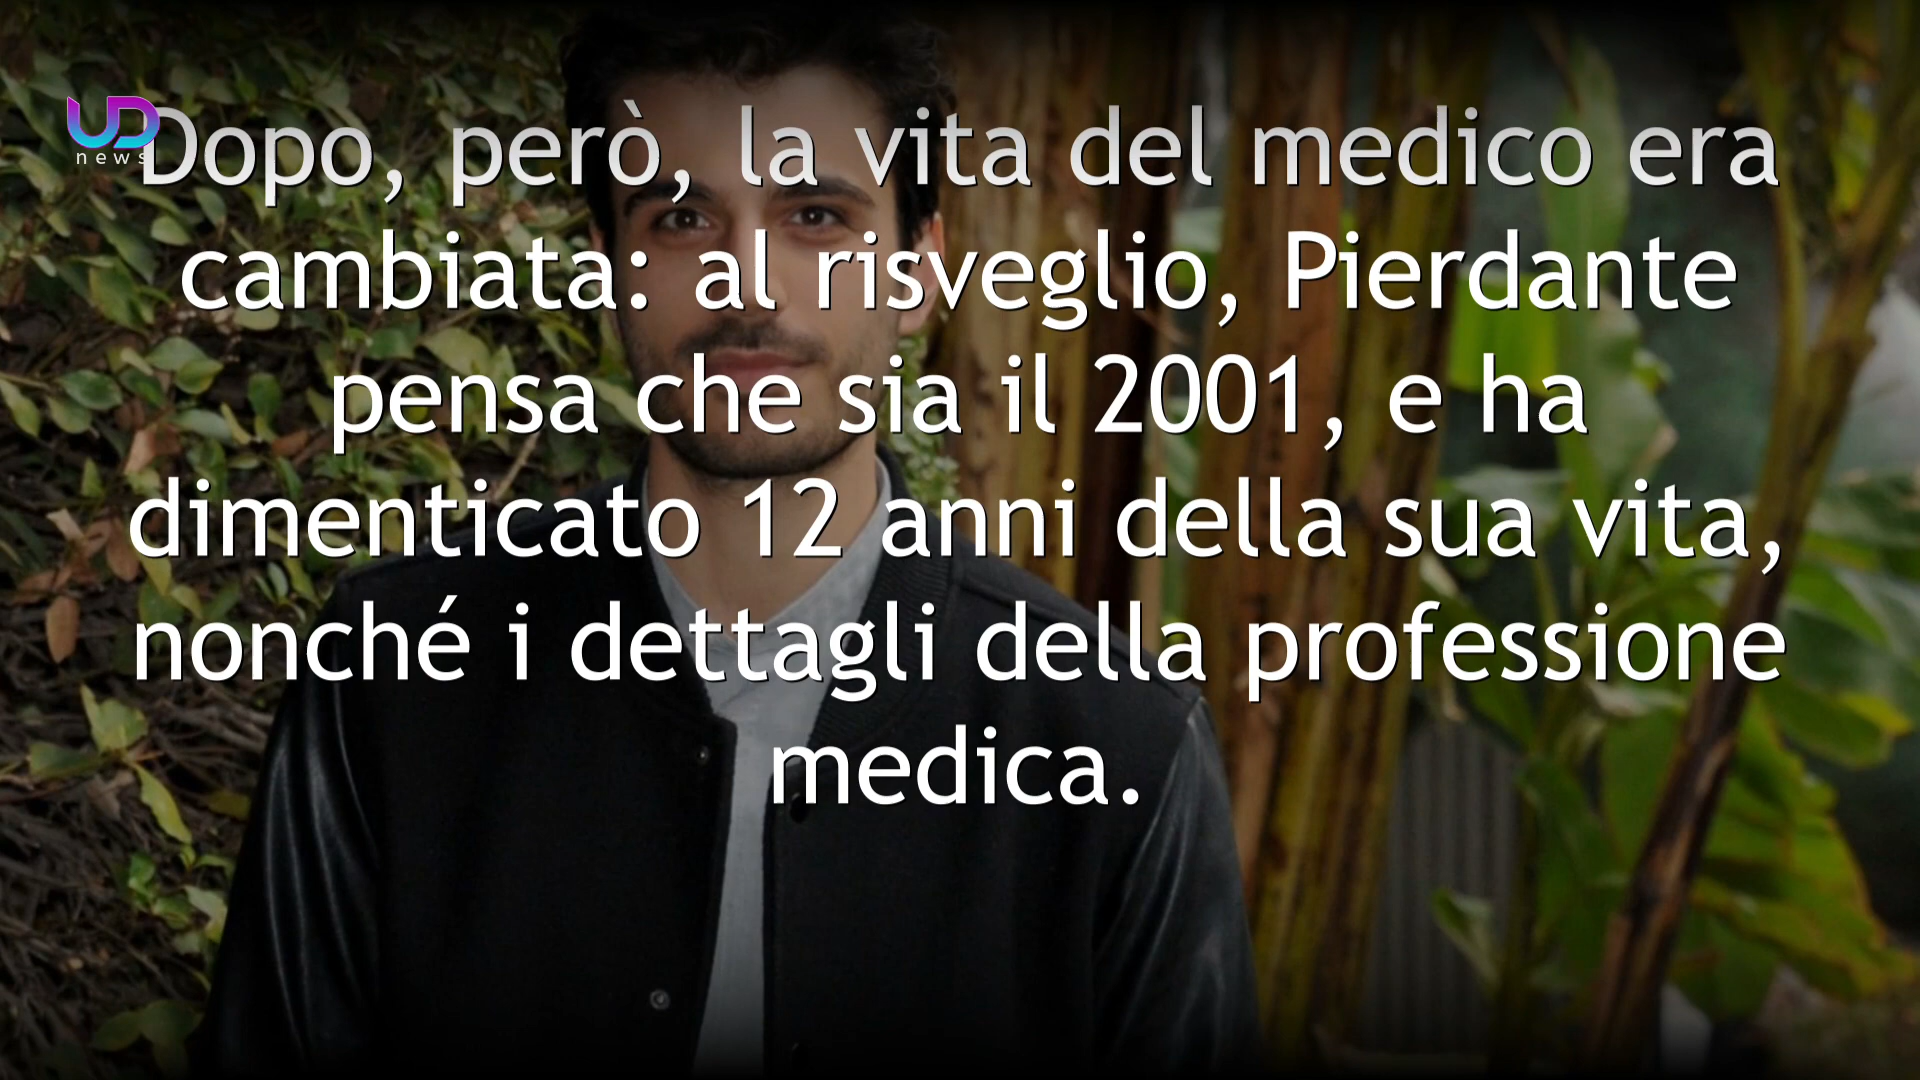 UD
news
Dopo, però, la vita del medico era
cambiata: al risveglio, Pierdante
pensa che sia il 2001, e ha
dimenticato 12 anni della sua vita,
nonché i dettagli della professione
medica.